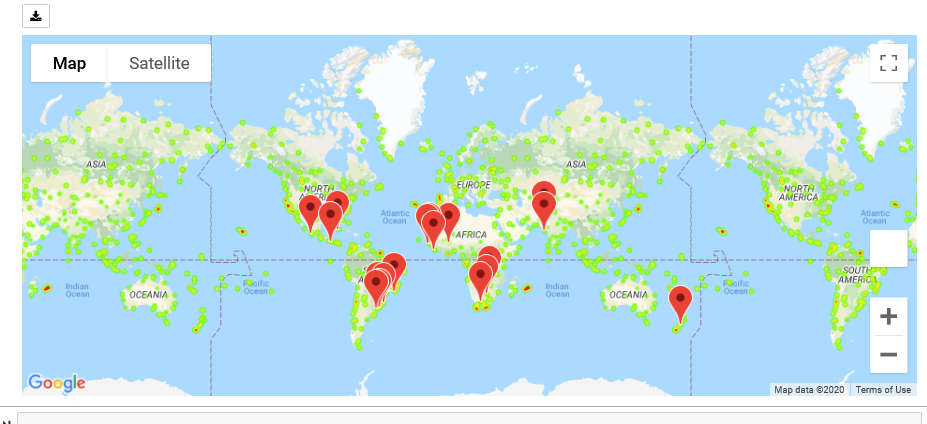 Map Satellite
ASIA
NORTH
AMERICA
Atlantic
Ocean
EUROPE
AFRICA
ASIA
NORTH
AMERICA
Atlantic
Ocean
Indian
Ocean
OCEANIA
Pacific
Ocean
Indian
Ocean
OCEANIA
Pacific
Ocean
SOUTH
AMERICA
Google
Map data ©2020 Terms of Use